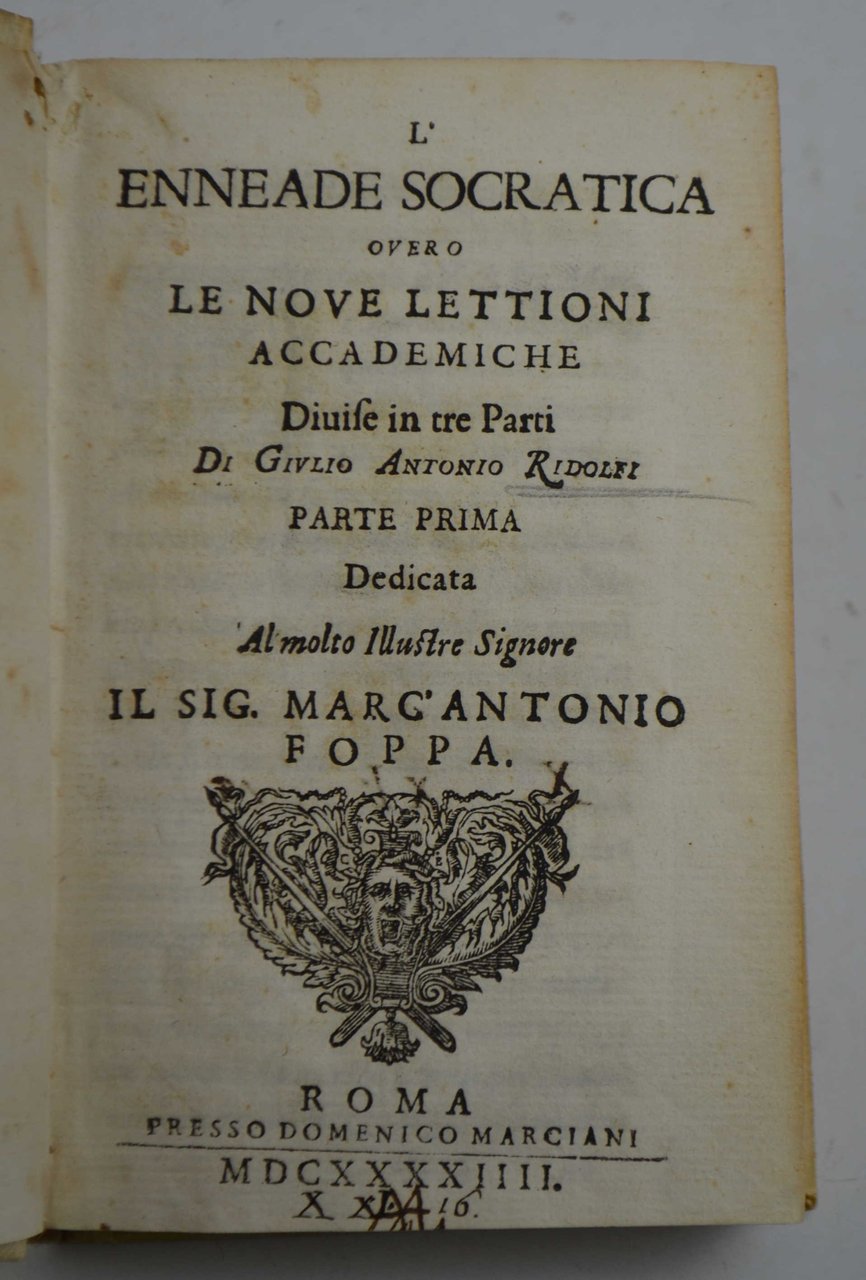 L'
ENNEADE SOCRATICA
OVERO
LE NOVE LETTIONI
ACCADEMICHE
Diuiſe in tre Parti
DI GIVLIO ANTONIO RIDOLFI
PARTE PRIMA
Dedicata
Al molto Illuſtre Signore
IL SIG. MARC'ANTONIO
FOPPA.
ROMA
PRESSO DOMENICO MARCIANI
MDCXXXXIIII.
X 16.